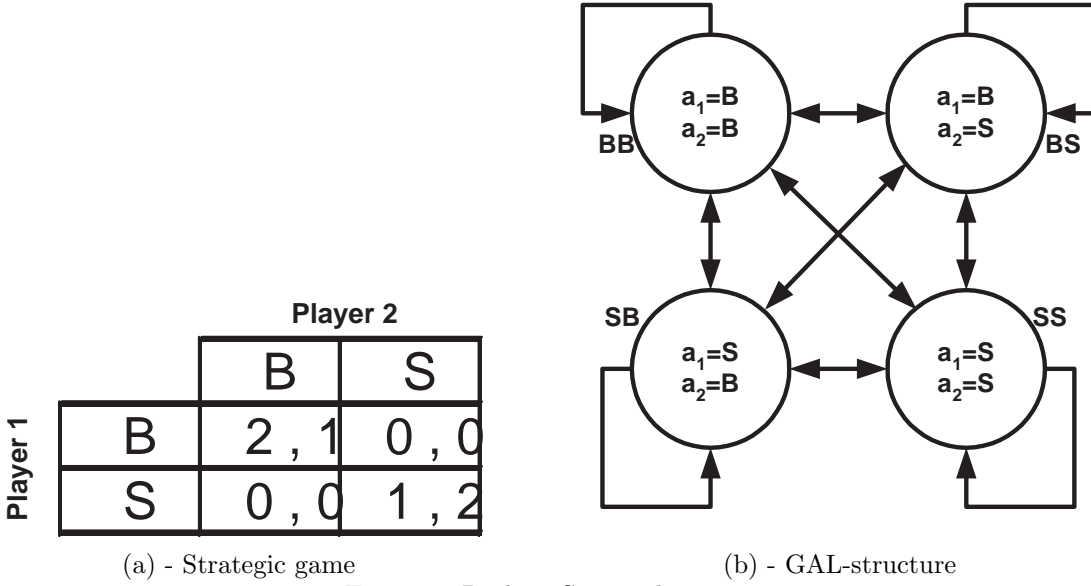 Player 2
B S
Player 1
B 2 , 1 0 , 0
S 0 , 0 1 , 2
(a) - Strategic game
a1=B
a2=B
BB
a1=B
a2=S
BS
SB
a1=S
a2=B
SS
a1=S
a2=S
(b) - GAL-structure